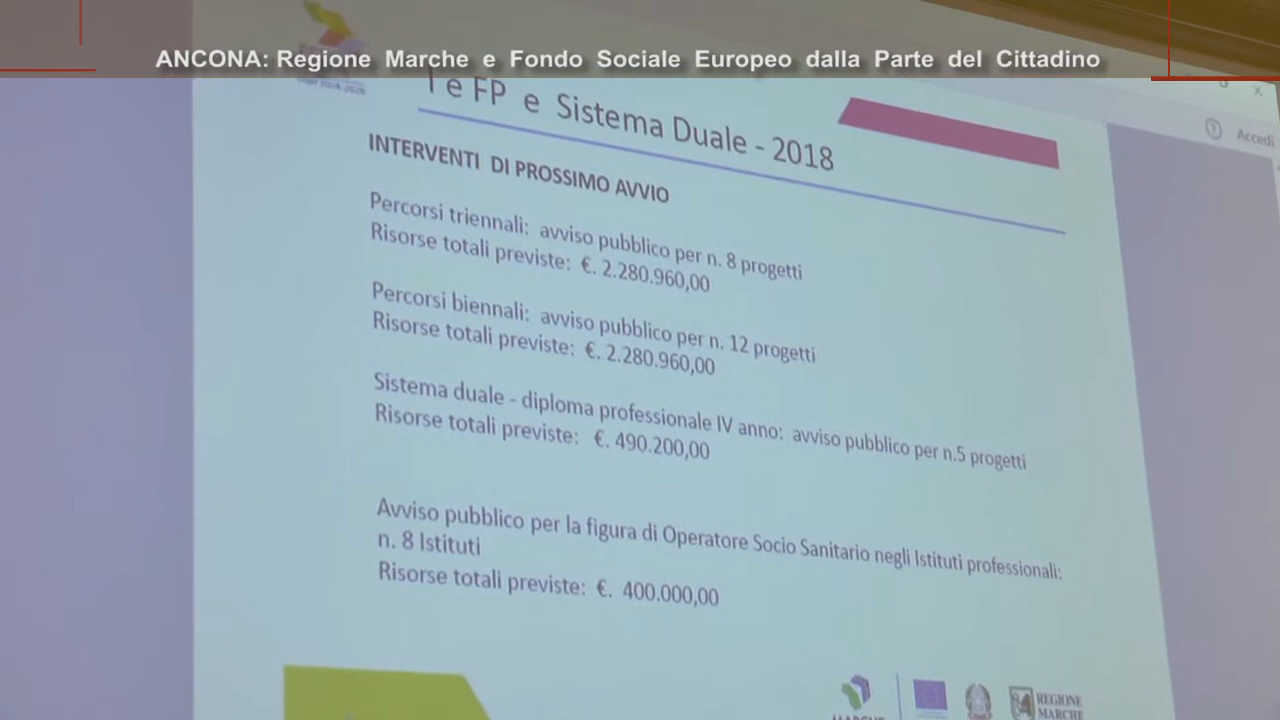 ANCONA: Regione Marche e Fondo Sociale Europeo dalla Parte del Cittadino
I e FP e Sistema Duale - 2018
Accedi
INTERVENTI DI PROSSIMO AVVIO
Percorsi triennali: avviso pubblico per n. 8 progetti
Risorse totali previste: €. 2.280.960,00
Percorsi biennali: avviso pubblico per n. 12 progetti
Risorse totali previste: €. 2.280.960,00
Sistema duale - diploma professionale IV anno: avviso pubblico per n.5 progetti
Risorse totali previste: €. 490.200,00
Avviso pubblico per la figura di Operatore Socio Sanitario negli Istituti professionali:
n. 8 Istituti
Risorse totali previste: €. 400.000,00
MARCHE
REGIONE
MARCHE